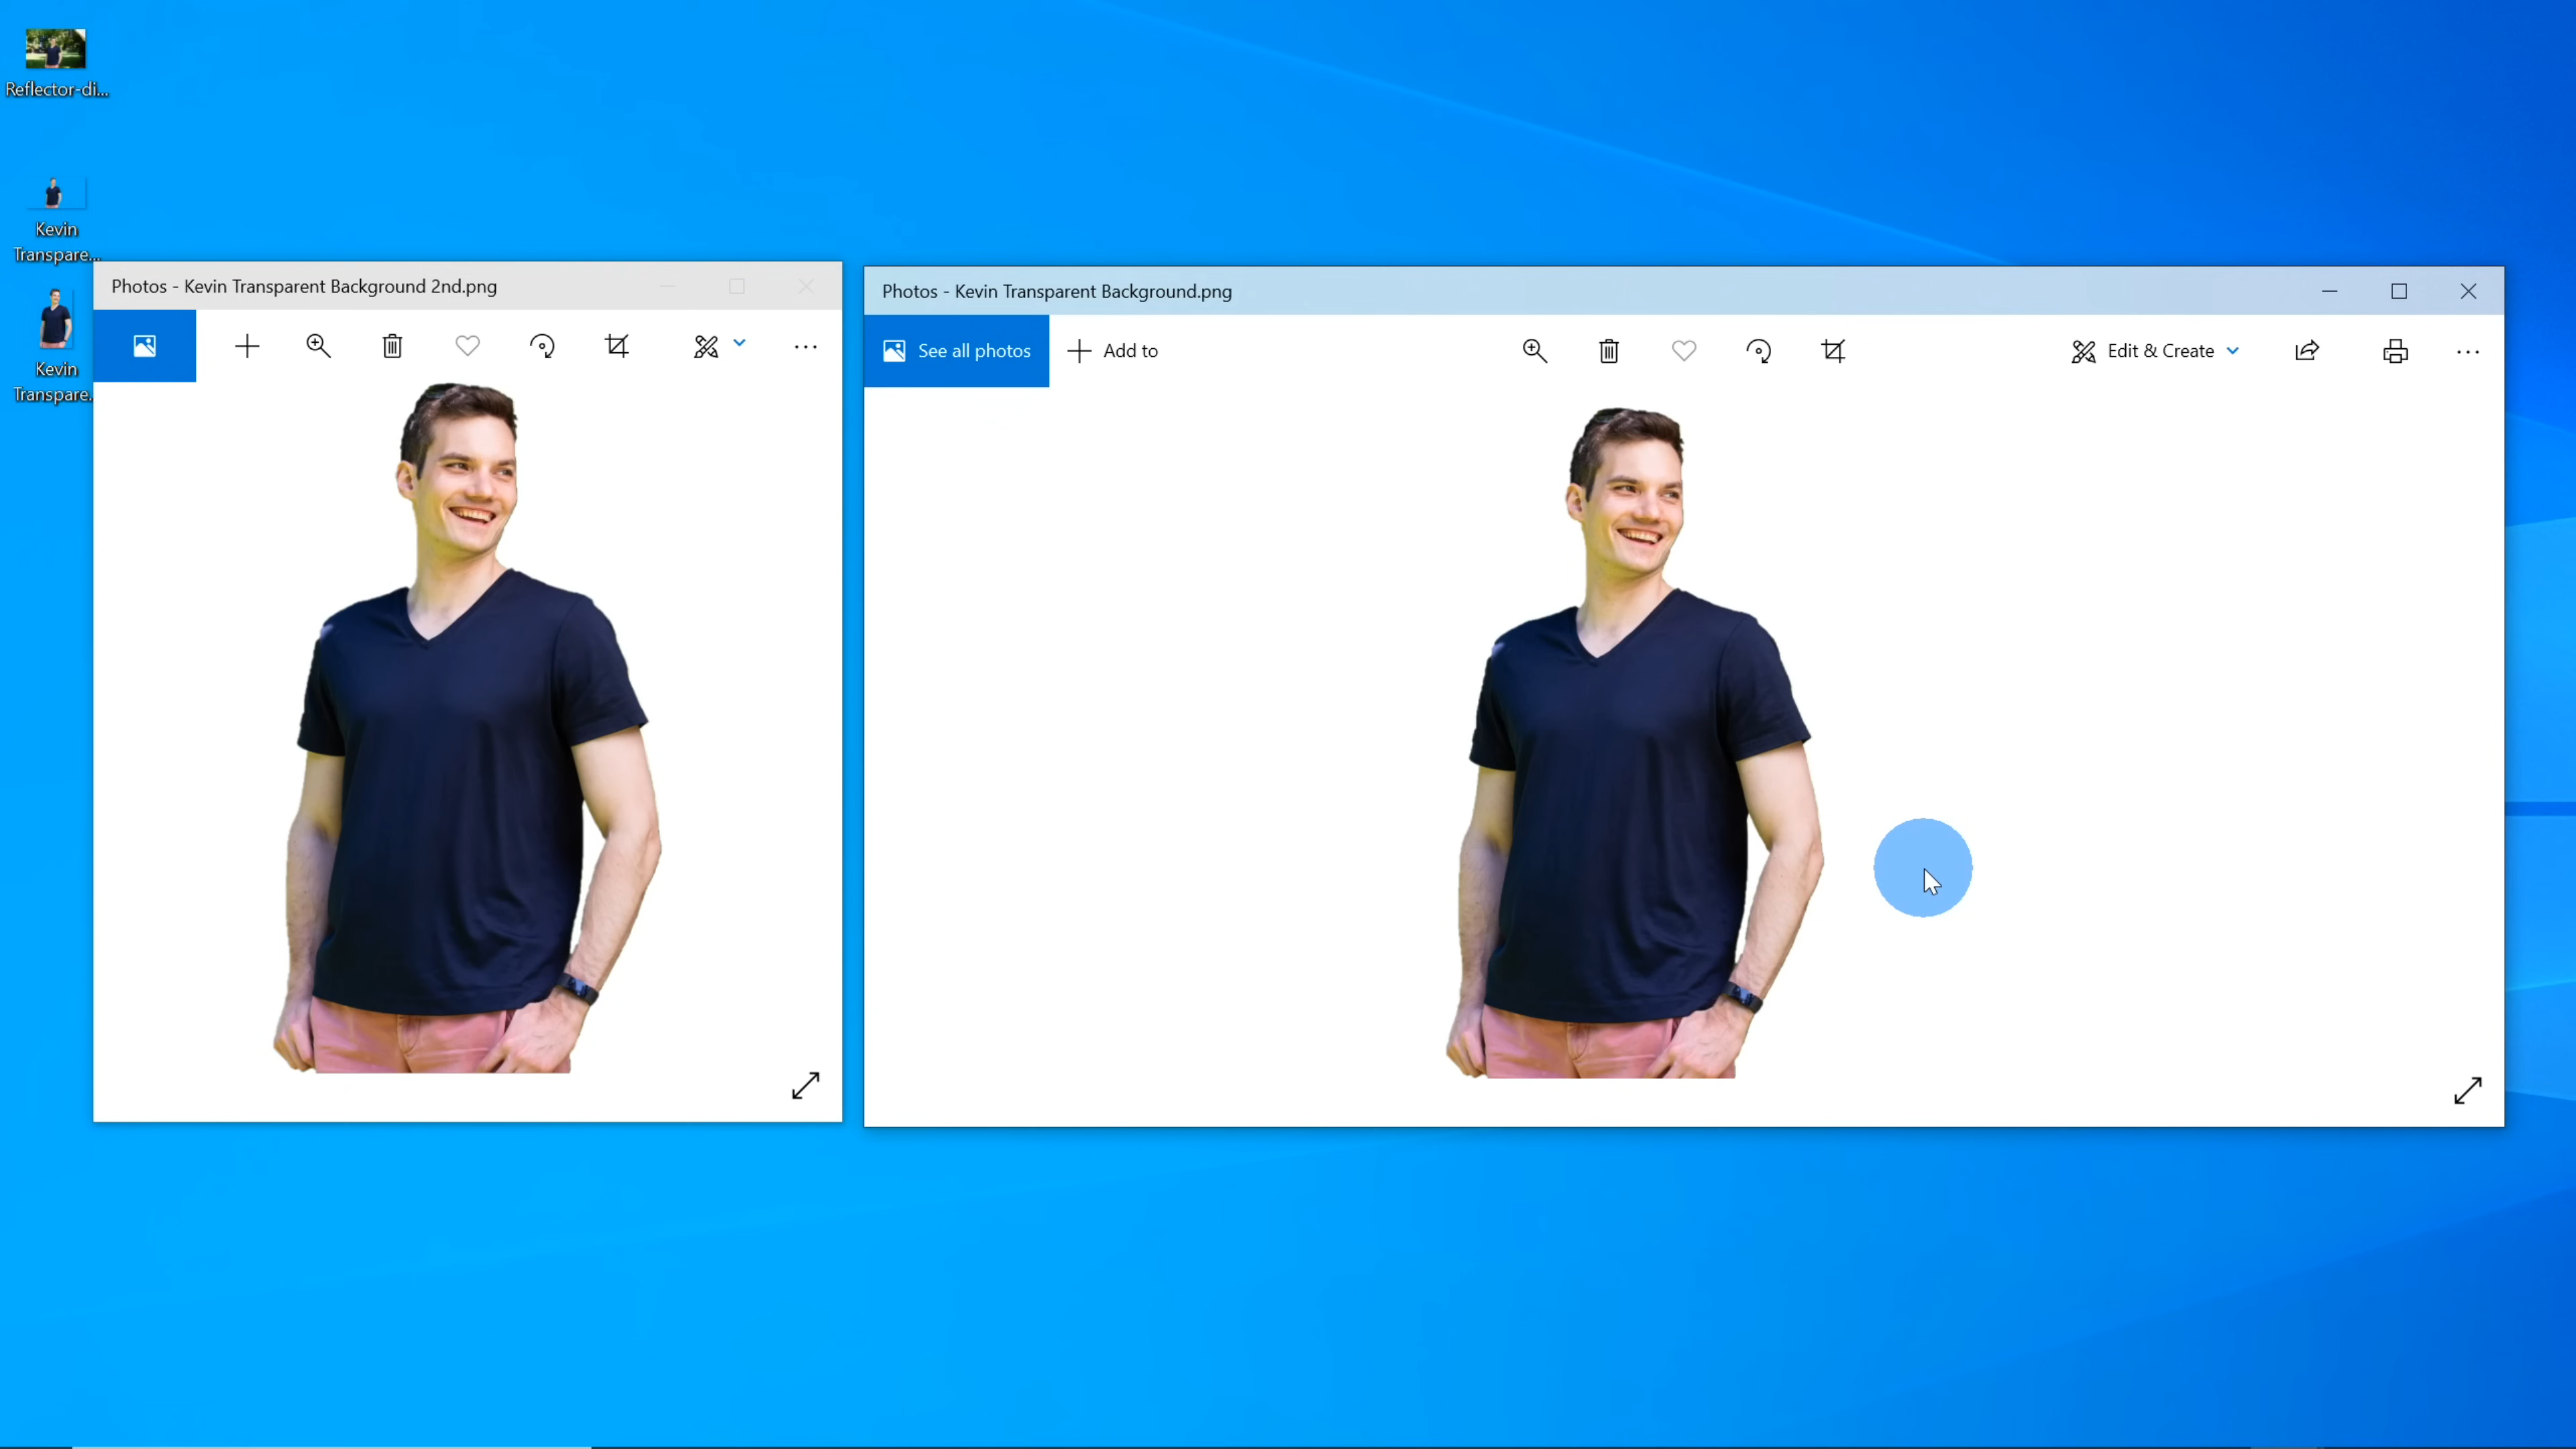 Reflector-di...
Kevin
Transpare...
Kevin
Transpare.
Photos - Kevin Transparent Background 2nd.png
Photos - Kevin Transparent Background.png
See all photos
Add to
Edit & Create